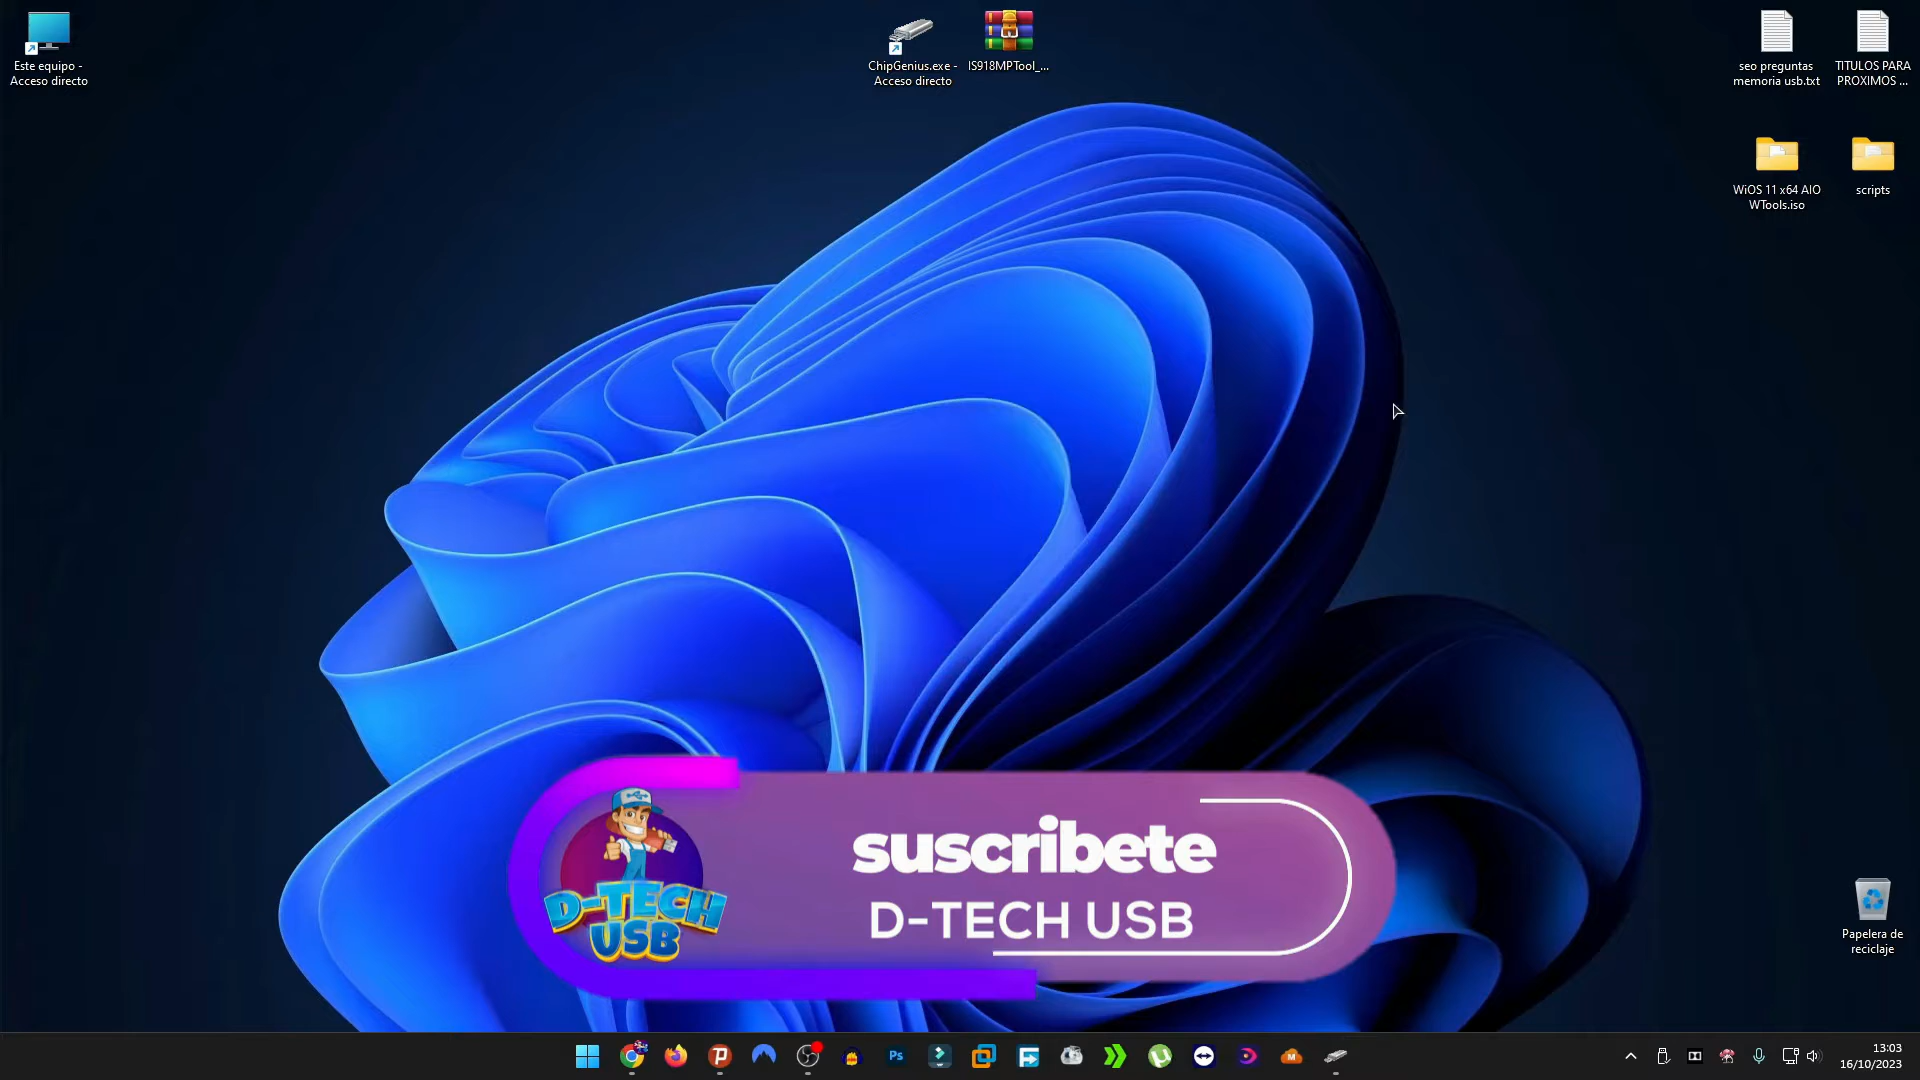 Este equipo -
Acceso directo
ChipGenius.exe -
Acceso directo
IS918MPTool_...
seo preguntas
memoria usb.txt
TITULOS PARA
PROXIMOS ...
WiOS 11 x64 AIO
WTools.iso
scripts
suscribete
D-TECH USB
D-TECH
USB
Papelera de
reciclaje
Ps
13:03
16/10/2023